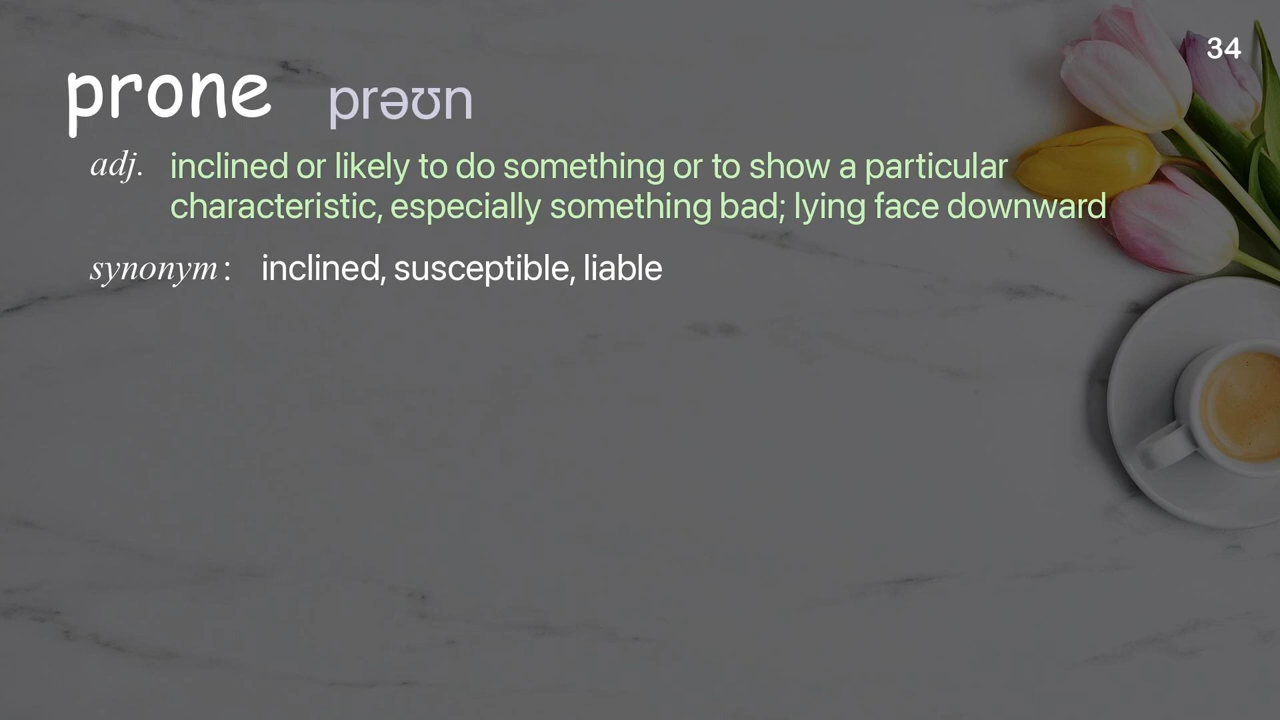 34
prone prəʊn
adj. inclined or likely to do something or to show a particular
characteristic, especially something bad; lying face downward
synonym: inclined, susceptible, liable